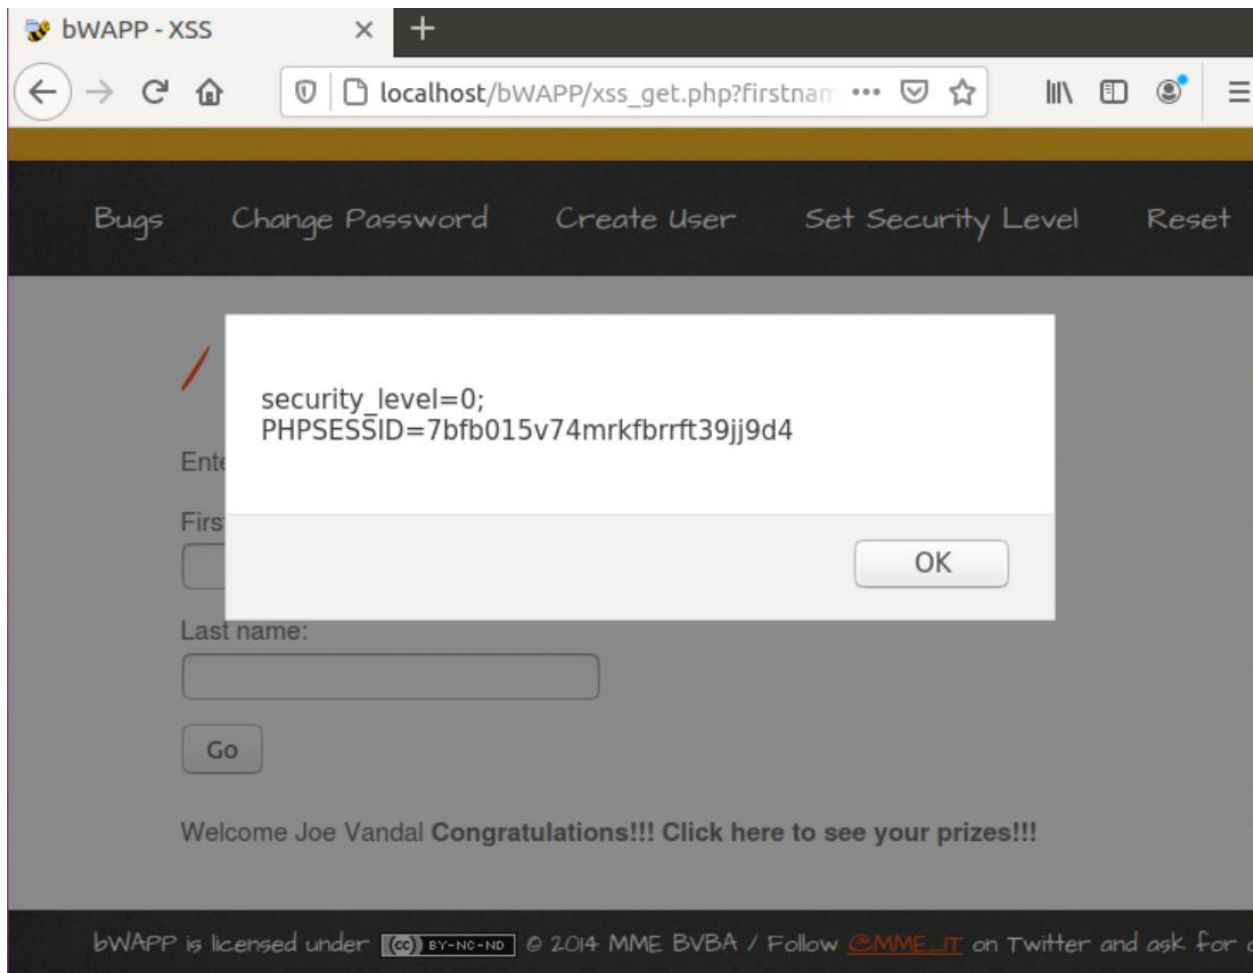 bWAPP - XSS
localhost/bWAPP/xss_get.php?firstnam
Bugs Change Password Create User Set Security Level Reset
security_level=0;
PHPSESSID=7bfb015v74mrkfbrrft39jj9d4
OK
Ente
Firs
Last name:
Go
Welcome Joe Vandal Congratulations!!! Click here to see your prizes!!!
bWAPP is licensed under (cc) BY-NC-ND © 2014 MME BVBA / Follow @MME_IT on Twitter and ask for